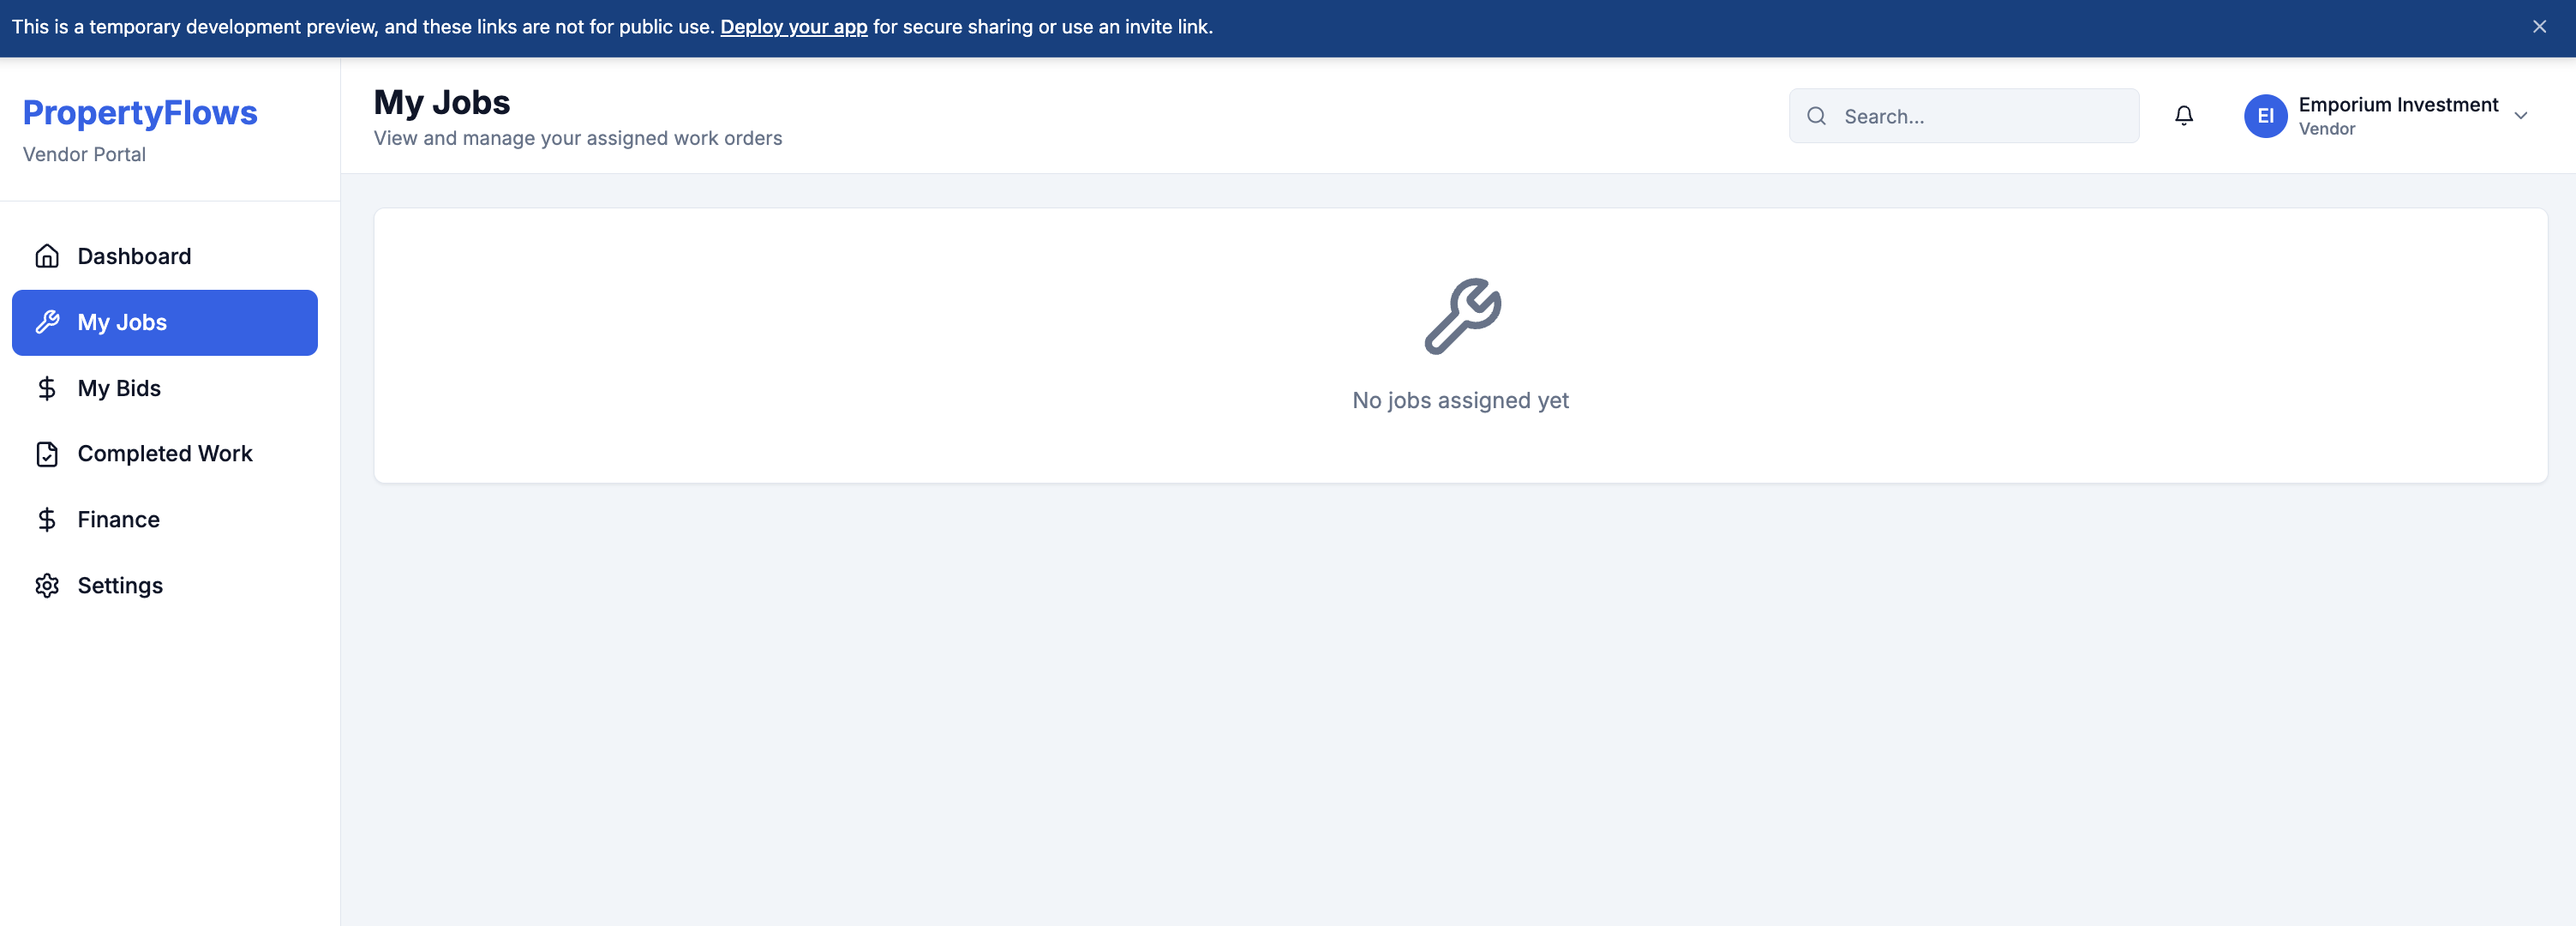 This is a temporary development preview, and these links are not for public use. Deploy your app for secure sharing or use an invite link.
PropertyFlows
Vendor Portal
My Jobs
View and manage your assigned work orders
Search...
EI
Emporium Investment
Vendor
Dashboard
My Jobs
My Bids
Completed Work
Finance
Settings
No jobs assigned yet